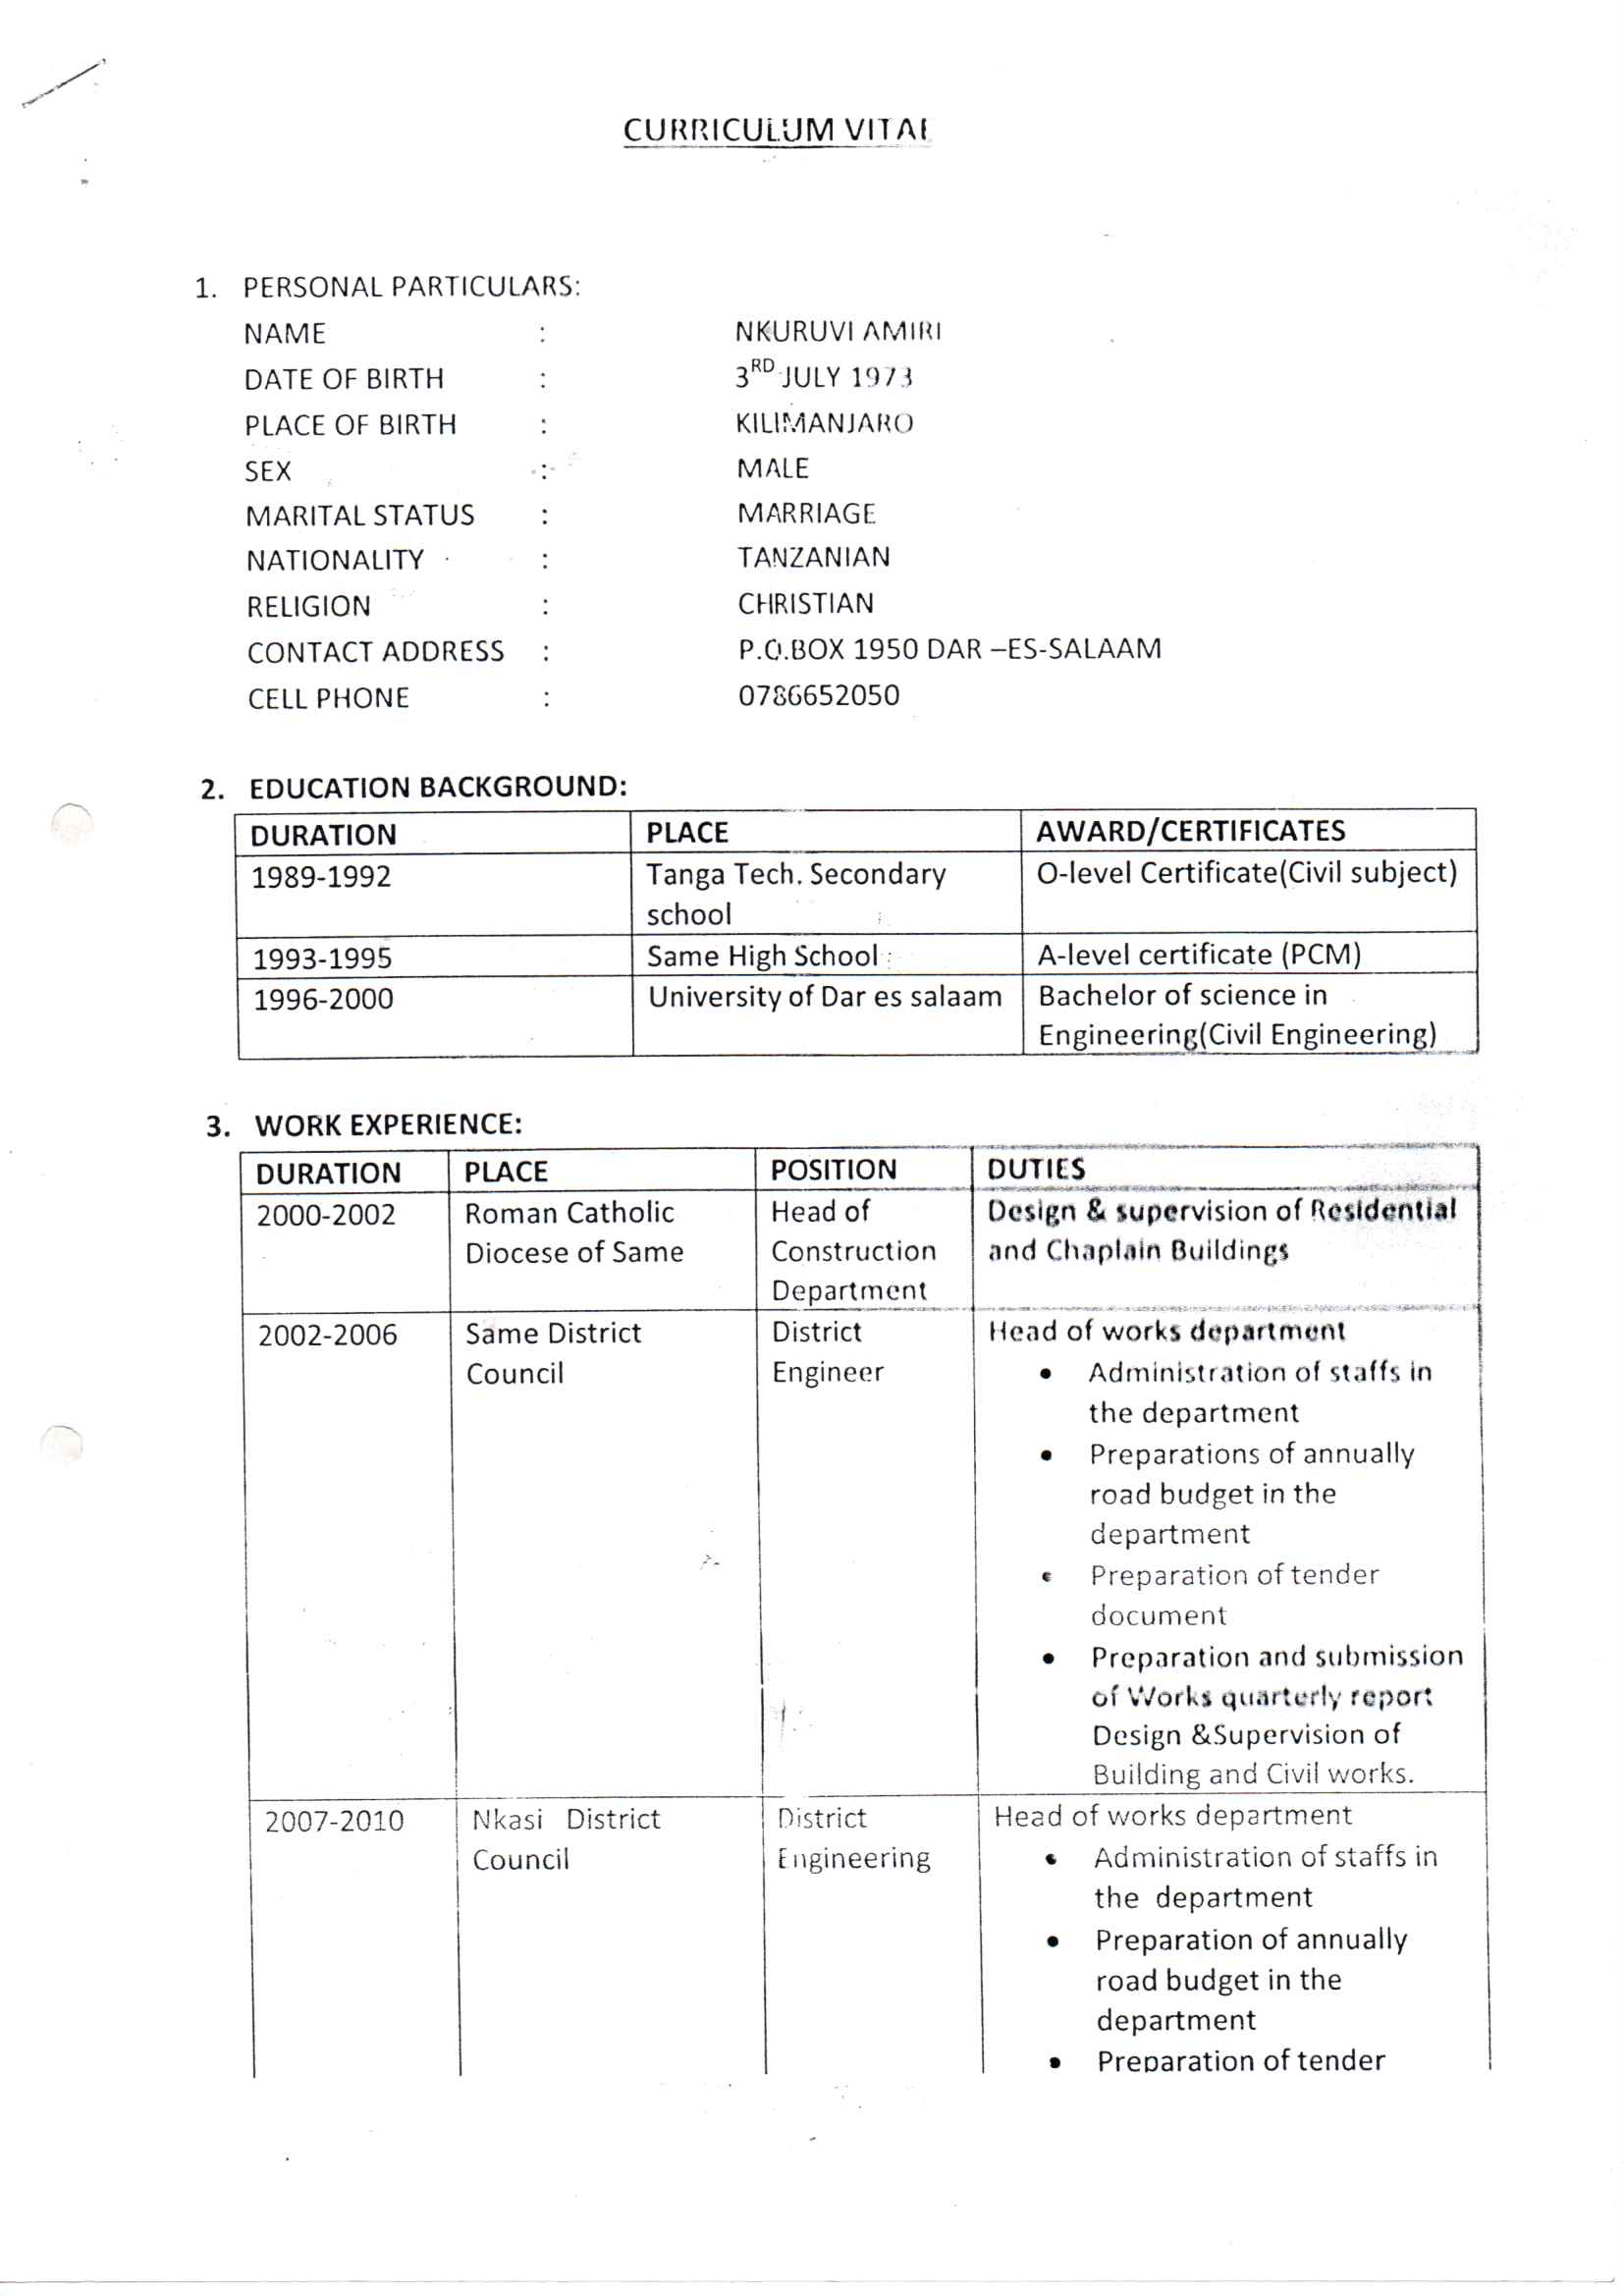 CURRICULUM VITAE
1. PERSONAL PARTICULARS:
NAME : NKURUVI AMIRI
DATE OF BIRTH : 3RD JULY 1973
PLACE OF BIRTH : KILIMANJARO
SEX : MALE
MARITAL STATUS : MARRIAGE
NATIONALITY : TANZANIAN
RELIGION : CHRISTIAN
CONTACT ADDRESS : P.O.BOX 1950 DAR –ES-SALAAM
CELL PHONE : 0786652050
2. EDUCATION BACKGROUND:
DURATION PLACE AWARD/CERTIFICATES
1989-1992 Tanga Tech. Secondary O-level Certificate(Civil subject)
school
1993-1995 Same High School A-level certificate (PCM)
1996-2000 University of Dar es salaam Bachelor of science in
Engineering(Civil Engineering)
3. WORK EXPERIENCE:
DURATION PLACE POSITION DUTIES
2000-2002 Roman Catholic Head of Design & supervision of Residential
Diocese of Same Construction and Chaplain Buildings
Department
2002-2006 Same District District Head of works department
Council Engineer • Administration of staffs in
the department
• Preparations of annually
road budget in the
department
• Preparation of tender
document
• Preparation and submission
of Works quarterly report
Design &Supervision of
Building and Civil works.
2007-2010 Nkasi District District Head of works department
Council Engineering • Administration of staffs in
the department
• Preparation of annually
road budget in the
department
• Preparation of tender